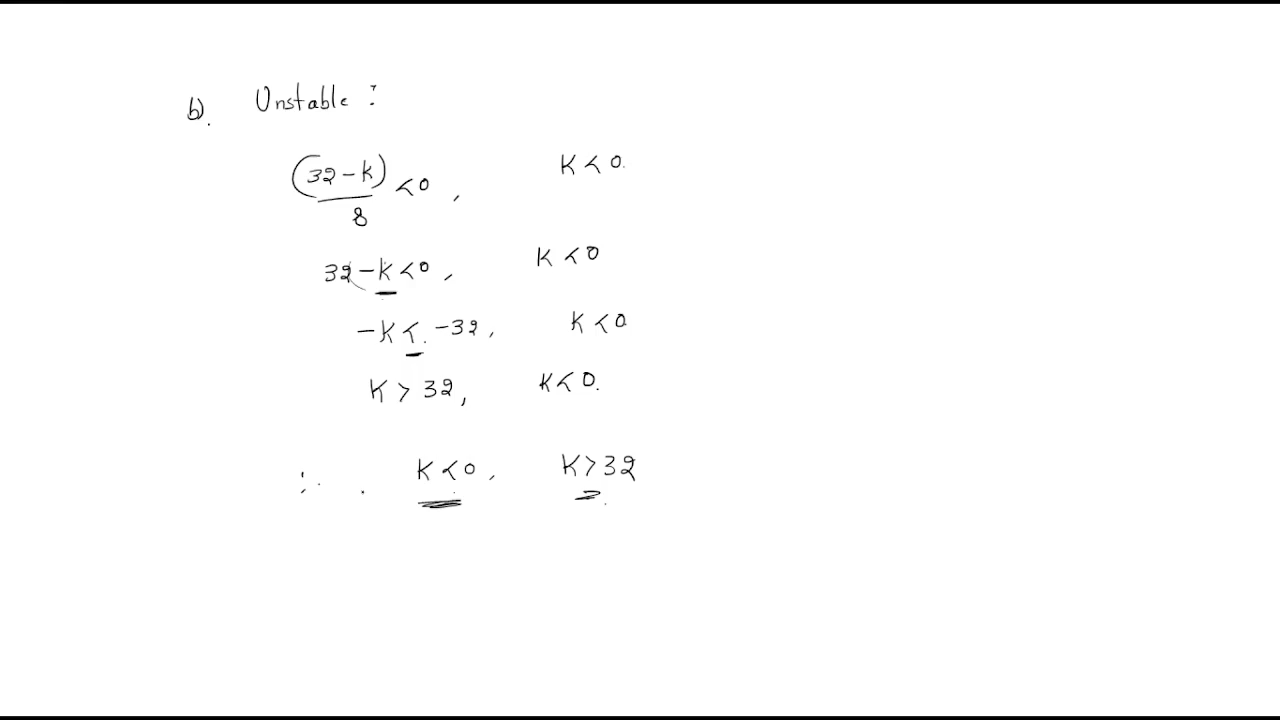 b). Unstable :
(32-k)/8 <0, K<0.
32-k<0, K<0
-K<-32, K<0
K>32, K<0.
∴ K<0, K>32